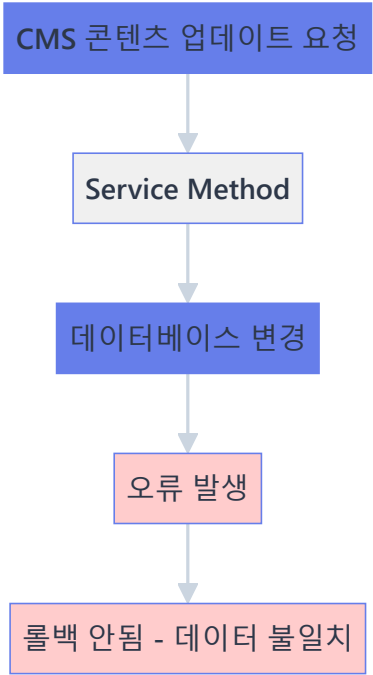 CMS 콘텐츠 업데이트 요청
Service Method
데이터베이스 변경
오류 발생
롤백 안됨 - 데이터 불일치